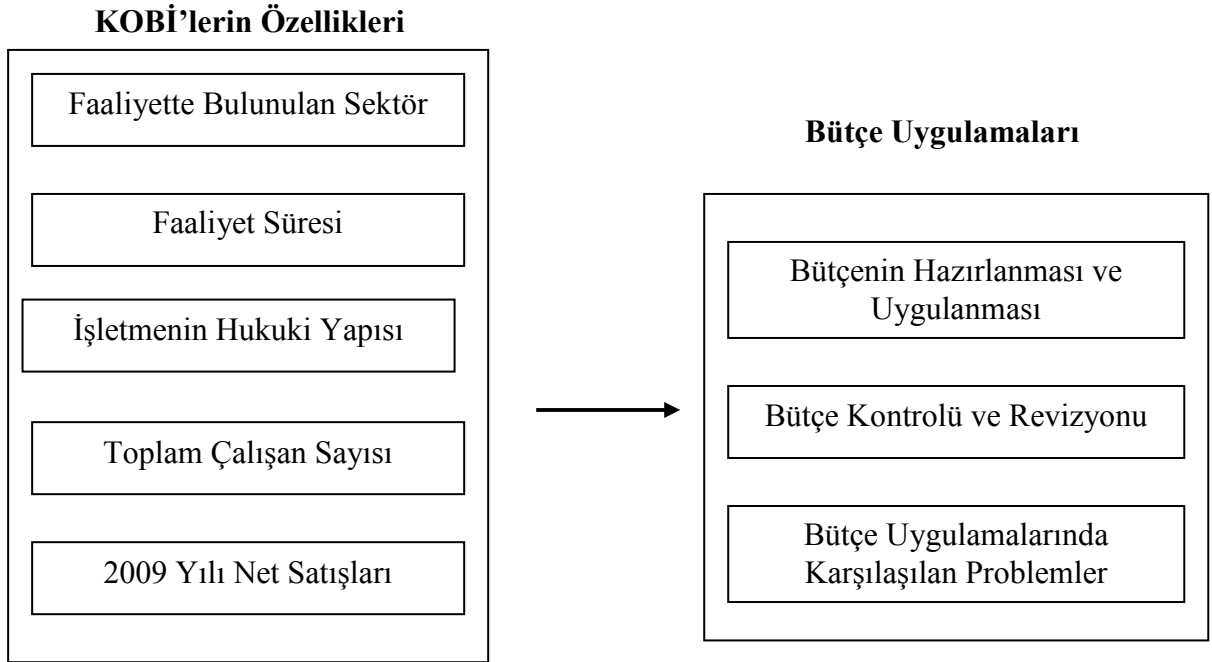 KOBİ’lerin Özellikleri
Faaliyette Bulunulan Sektör
Faaliyet Süresi
İşletmenin Hukuki Yapısı
Toplam Çalışan Sayısı
2009 Yılı Net Satışları
Bütçe Uygulamaları
Bütçenin Hazırlanması ve
Uygulanması
Bütçe Kontrolü ve Revizyonu
Bütçe Uygulamalarında
Karşılaşılan Problemler